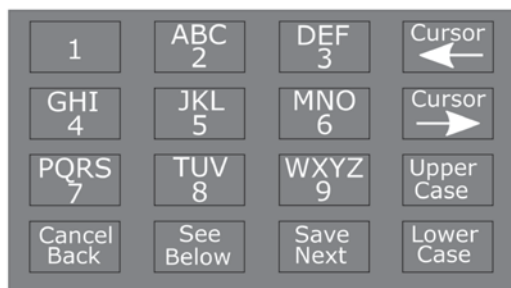 1
ABC
2
DEF
3
Cursor
GHI
4
JKL
5
MNO
6
Cursor
PQRS
7
TUV
8
WXYZ
9
Upper
Case
Cancel
Back
See
Below
Save
Next
Lower
Case